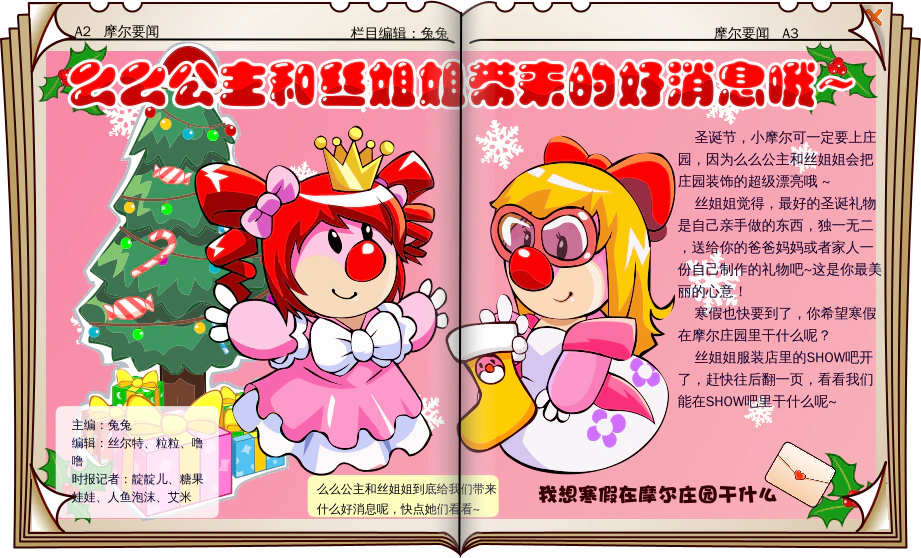 A2 摩尔要闻
栏目编辑：兔兔
摩尔要闻 A3
么么公主和丝姐姐带来的好消息哦~
圣诞节，小摩尔可一定要上庄
园，因为么么公主和丝姐姐会把
庄园装饰的超级漂亮哦~
丝姐姐觉得，最好的圣诞礼物
是自己亲手做的东西，独一无二
，送给你的爸爸妈妈或者家人一
份自己制作的礼物吧~这是你最美
丽的心意！
寒假也快要到了，你希望寒假
在摩尔庄园里干什么呢？
丝姐姐服装店里的SHOW吧开
了，赶快往后翻一页，看看我们
能在SHOW吧里干什么呢~
主编：兔兔
编辑：丝尔特、粒粒、噜
噜
时报记者：靛靛儿、糖果
娃娃、人鱼泡沫、艾米
么么公主和丝姐姐到底给我们带来
什么好消息呢，快点她们看看~
我想寒假在摩尔庄园干什么